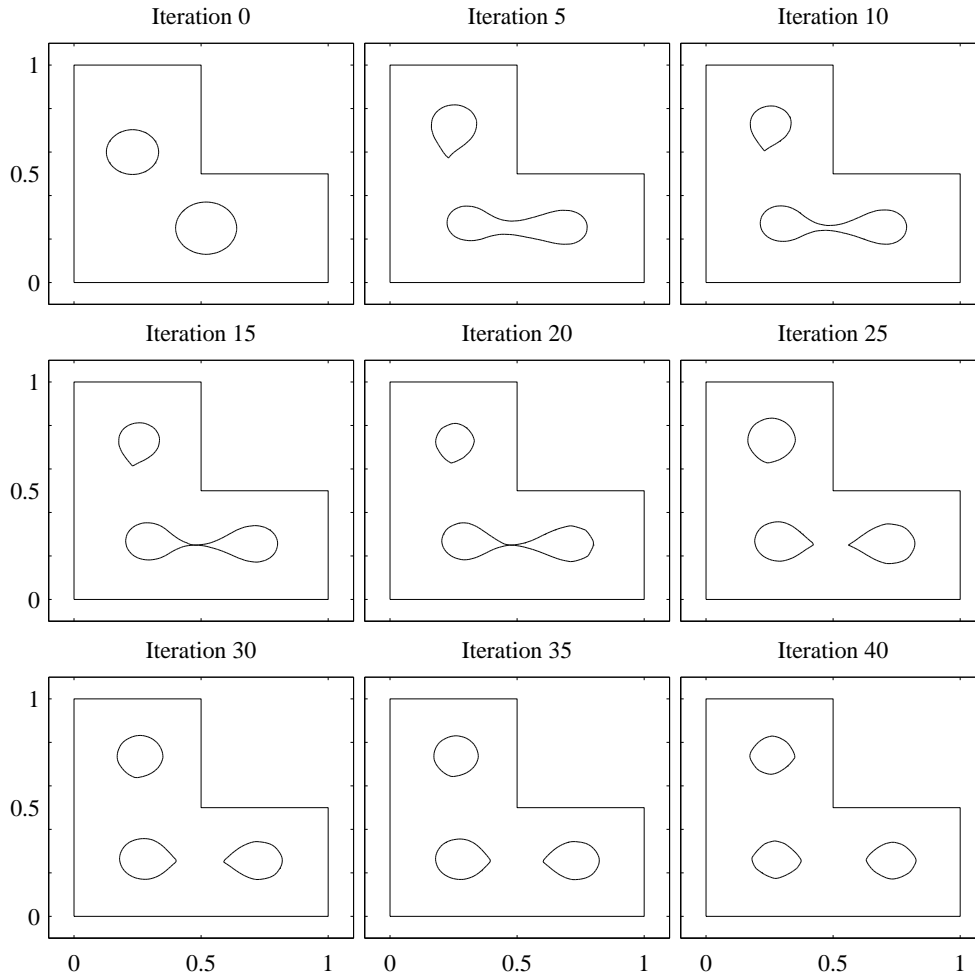 Iteration 0
Iteration 5
Iteration 10
1
0.5
0
Iteration 15
Iteration 20
Iteration 25
1
0.5
0
Iteration 30
Iteration 35
Iteration 40
1
0.5
0
0 0.5 1
0 0.5 1
0 0.5 1